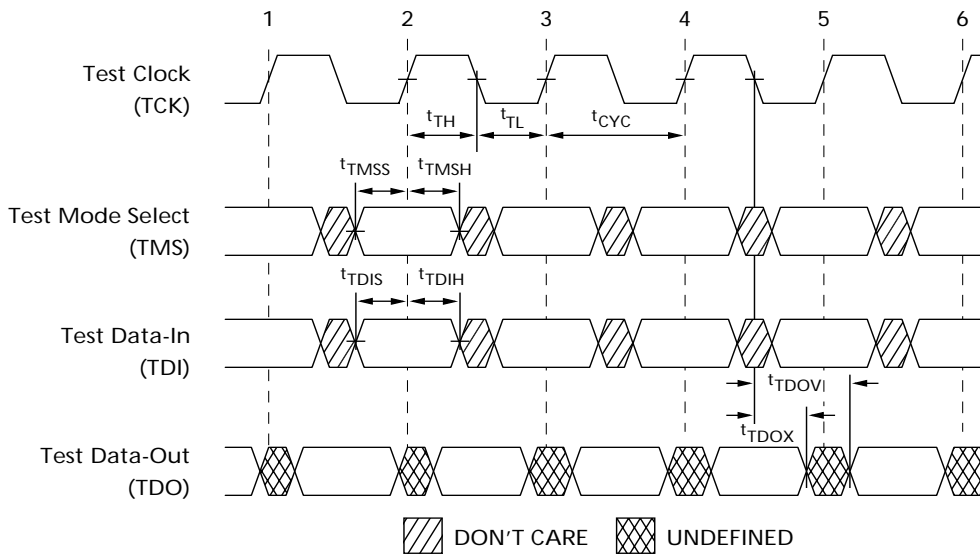 1 2 3 4 5 6
Test Clock
(TCK)
tTH tTL tCYC
tTMSS tTMSH
Test Mode Select
(TMS)
tTDIS tTDIH
Test Data-In
(TDI)
tTDOV
tTDOX
Test Data-Out
(TDO)
DON'T CARE UNDEFINED